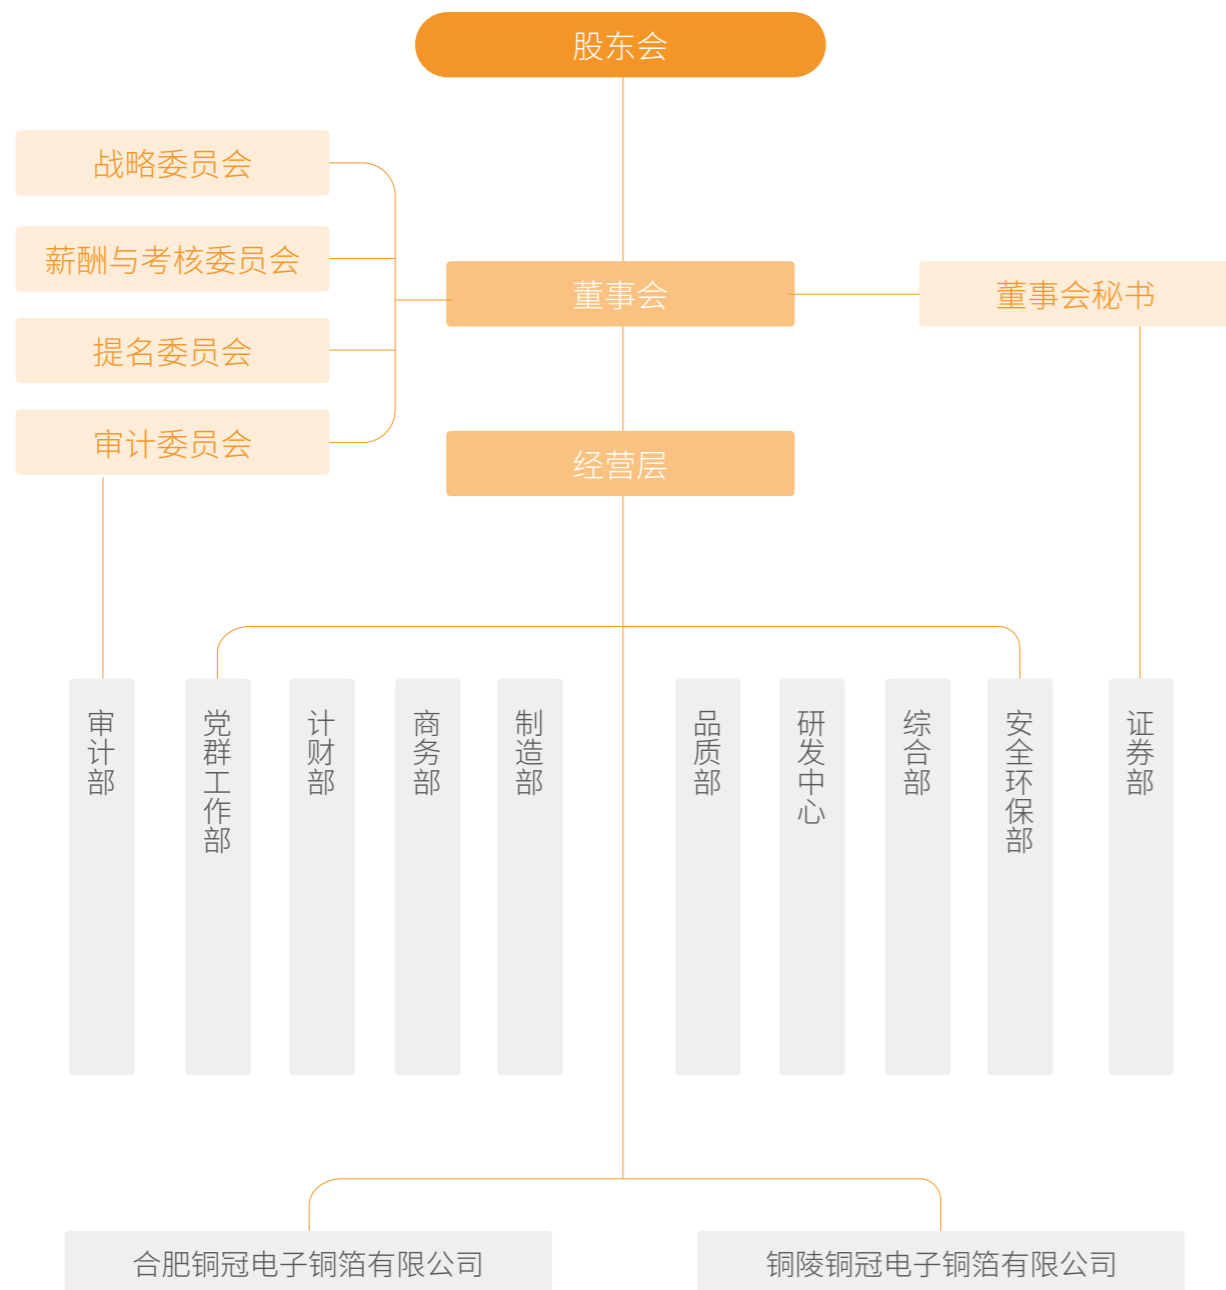 股东会
战略委员会
薪酬与考核委员会
提名委员会
审计委员会
董事会
董事会秘书
经营层
审计部
党群工作部
计财部
商务部
制造部
品质部
研发中心
综合部
安全环保部
证券部
合肥铜冠电子铜箔有限公司
铜陵铜冠电子铜箔有限公司